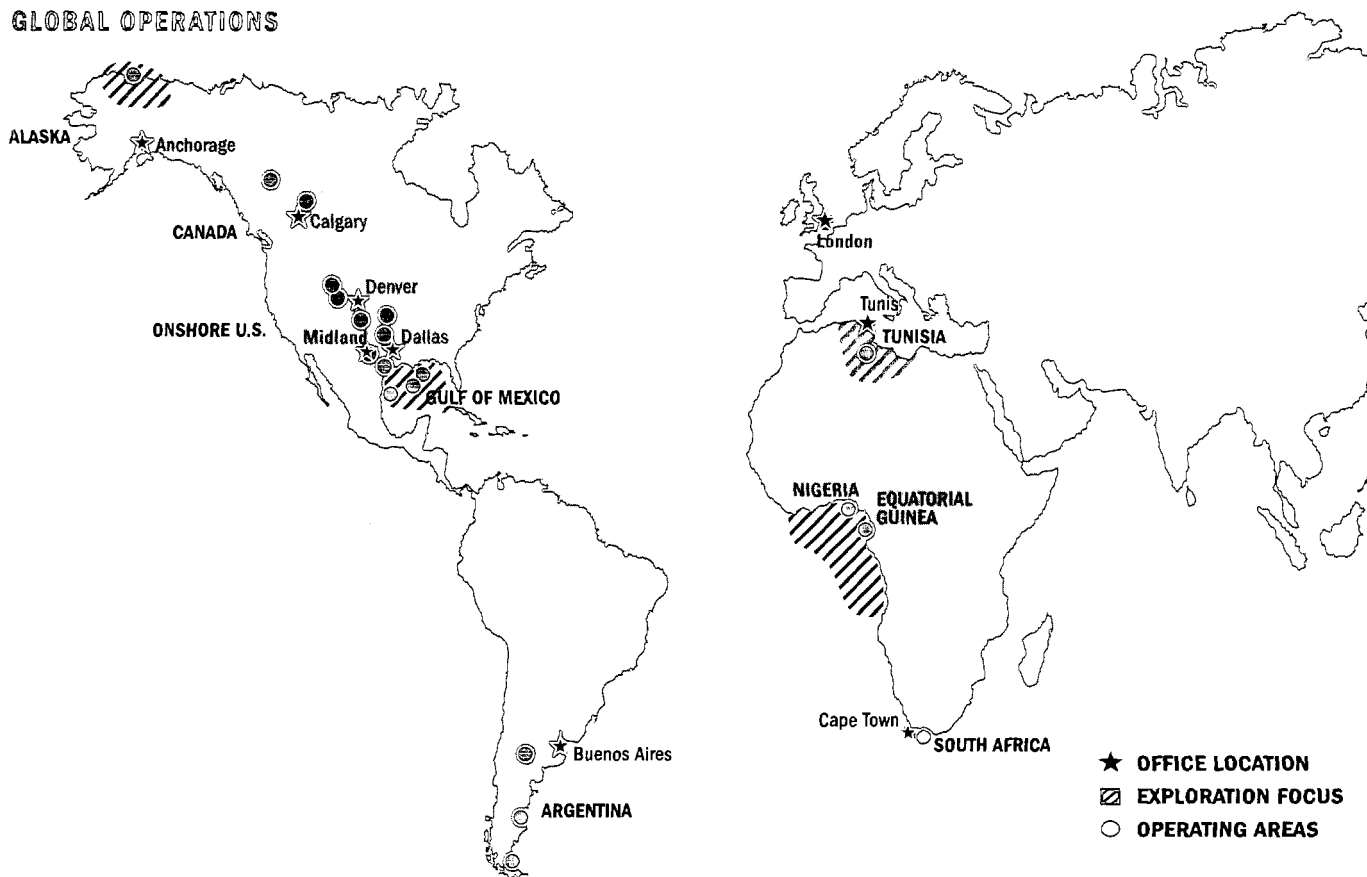 GLOBAL OPERATIONS
ALASKA
Anchorage
Calgary
CANADA
Denver
ONSHORE U.S.
Midland
Dallas
GULF OF MEXICO
London
Tunis
TUNISIA
NIGERIA
EQUATORIAL
GUINEA
Cape Town
SOUTH AFRICA
Buenos Aires
ARGENTINA
OFFICE LOCATION
EXPLORATION FOCUS
OPERATING AREAS